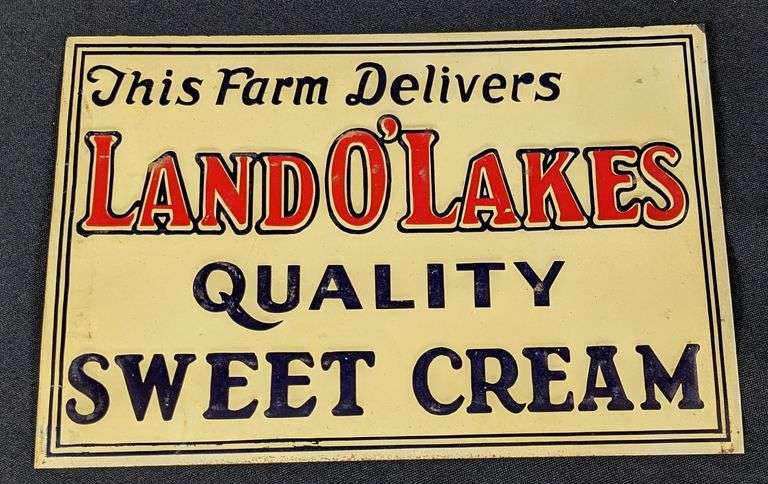 This Farm Delivers
LAND O'LAKES
QUALITY
SWEET CREAM